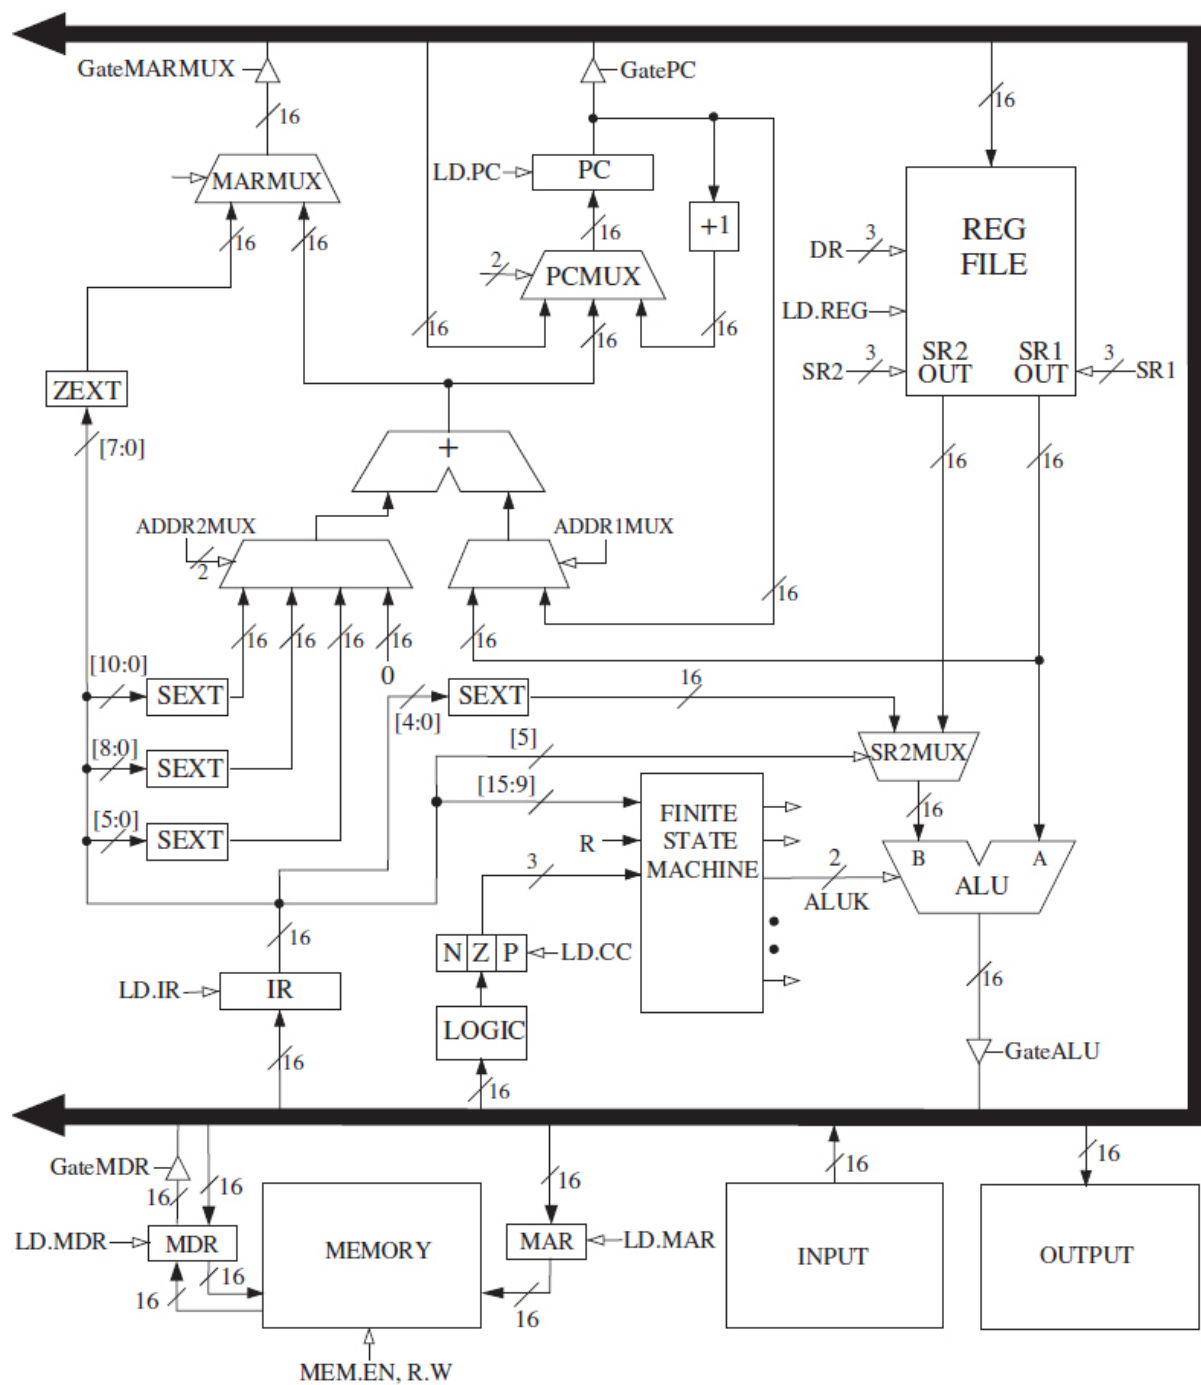 GateMARMUX
GatePC
16
16
MARMUX
LD.PC
PC
+1
REG
FILE
DR
3
LD.REG
16
16
16
2
PCMUX
16
16
16
SR2
3
SR2
OUT
SR1
OUT
3
SR1
ZEXT
[7:0]
+
16
16
ADDR2MUX
2
ADDR1MUX
16
16
16
16
16
16
0
[10:0]
SEXT
[4:0]
SEXT
16
[8:0]
SEXT
[5]
SR2MUX
[15:9]
16
[5:0]
SEXT
FINITE
STATE
MACHINE
R
3
2
ALUK
B
A
ALU
16
N Z P
LD.CC
LD.IR
IR
LOGIC
16
16
16
GateALU
GateMDR
16
16
16
16
16
LD.MDR
MDR
MEMORY
MAR
LD.MAR
INPUT
OUTPUT
16
16
16
MEM.EN, R.W